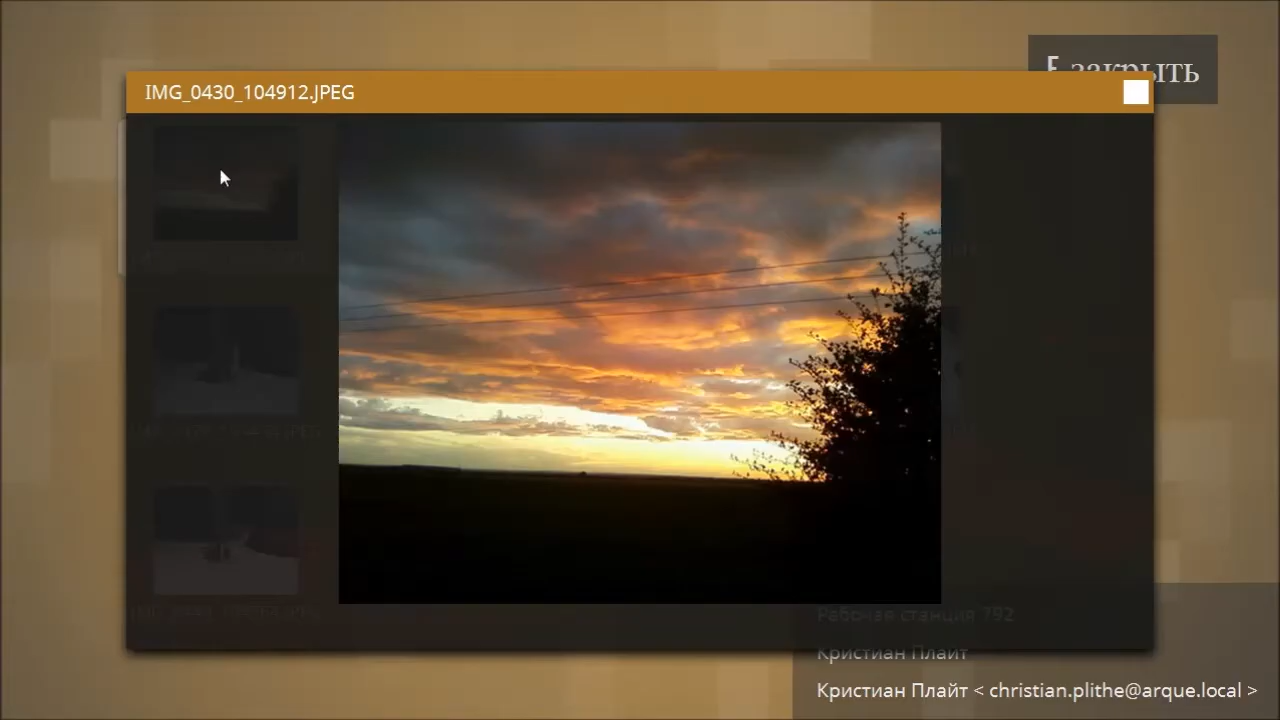 E закрыть
IMG_0430_104912.JPEG
Рабочая станция 792
Кристиан Плайт
Кристиан Плайт < christian.plithe@arque.local >